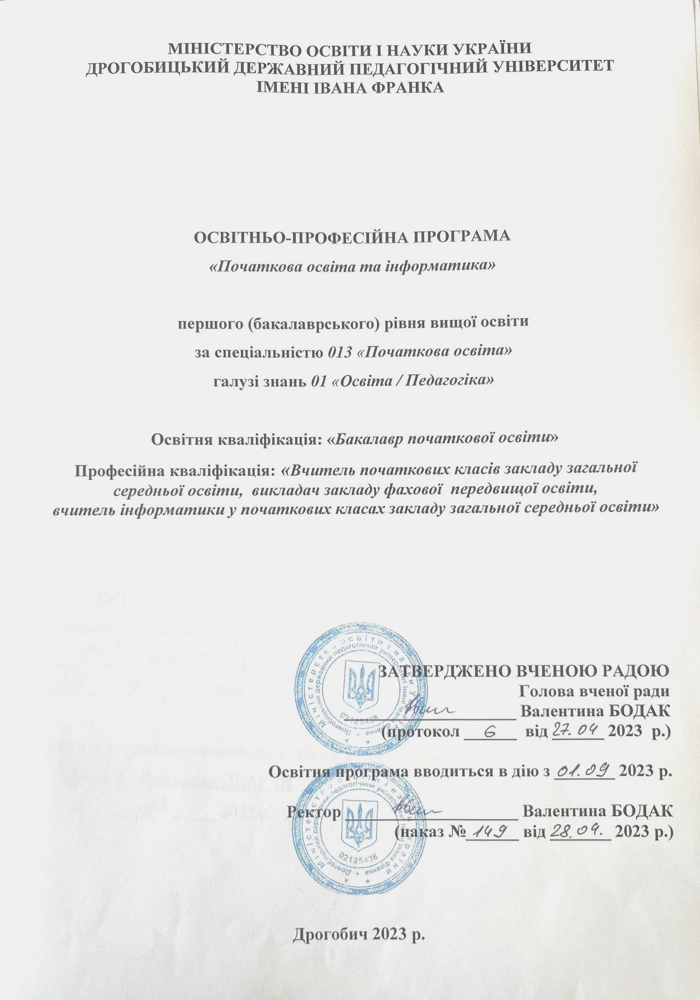 МІНІСТЕРСТВО ОСВІТИ І НАУКИ УКРАЇНИ
ДРОГОБИЦЬКИЙ ДЕРЖАВНИЙ ПЕДАГОГІЧНИЙ УНІВЕРСИТЕТ
ІМЕНІ ІВАНА ФРАНКА
ОСВІТНЬО-ПРОФЕСІЙНА ПРОГРАМА
«Початкова освіта та інформатика»
першого (бакалаврського) рівня вищої освіти
за спеціальністю 013 «Початкова освіта»
галузі знань 01 «Освіта / Педагогіка»
Освітня кваліфікація: «Бакалавр початкової освіти»
Професійна кваліфікація: «Вчитель початкових класів закладу загальної
середньої освіти, викладач закладу фахової передвищої освіти,
вчитель інформатики у початкових класах закладу загальної середньої освіти»
ЗАТВЕРДЖЕНО ВЧЕНОЮ РАДОЮ
Голова вченої ради
Валентина БОДАК
(протокол 6 від 27.04 2023 р.)
Освітня програма вводиться в дію з 01.09 2023 р.
Ректор Валентина БОДАК
(наказ № 149 від 28.04. 2023 р.)
Міністерство освіти і науки України
Дрогобицький державний педагогічний університет імені Івана Франка
02125438
Міністерство освіти і науки України
Дрогобицький державний педагогічний університет імені Івана Франка
02125438
Дрогобич 2023 р.